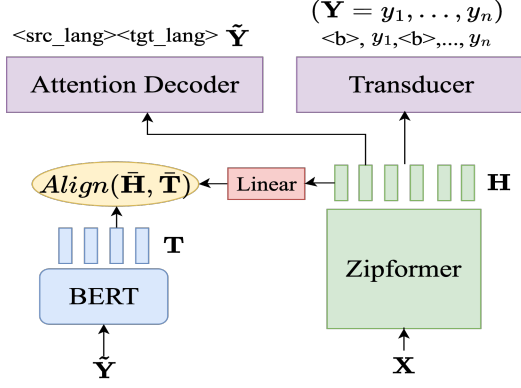 (Y = y₁, . . . , yₙ)
<src_lang><tgt_lang> Ỹ
<b>, y₁,<b>,..., yₙ
Attention Decoder
Transducer
Align(H̄, T̄)
Linear
H
T
Zipformer
BERT
Ỹ
X